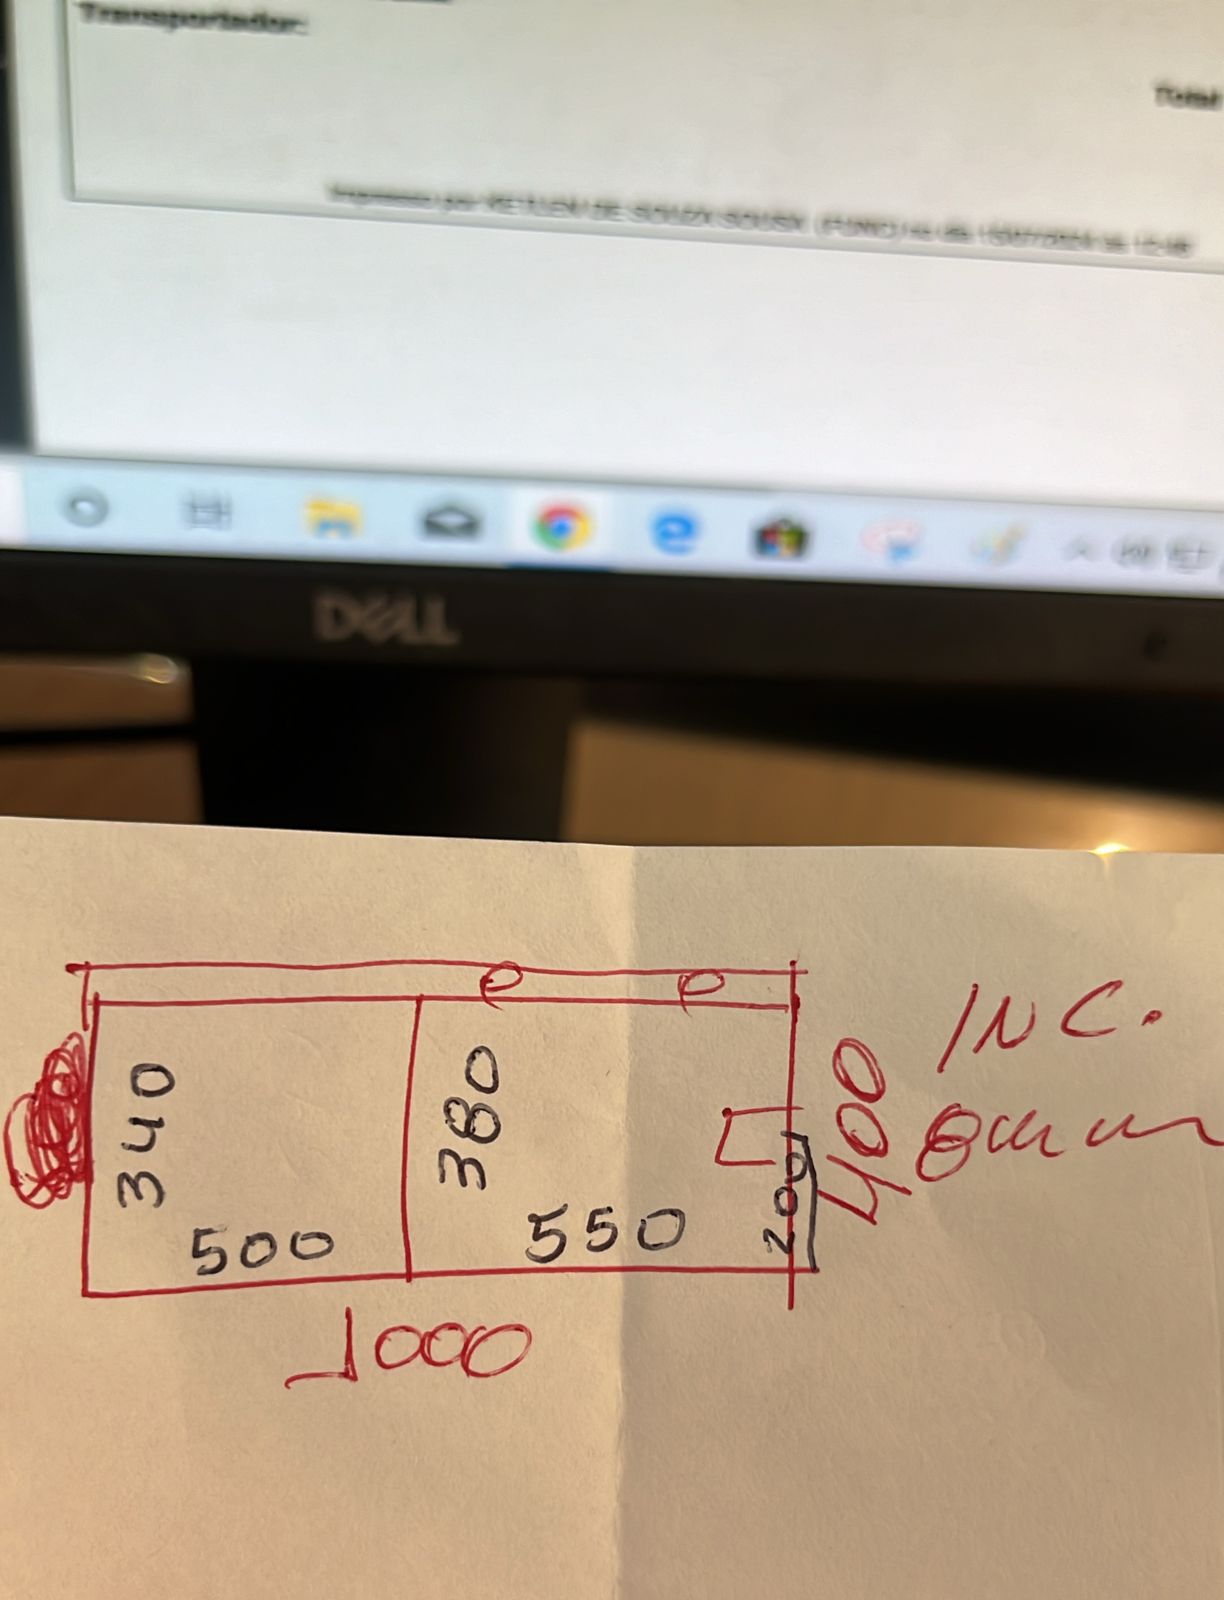 Transportador:
Total
DELL
INC.
8mm
400
340
380
500
550
200
1000